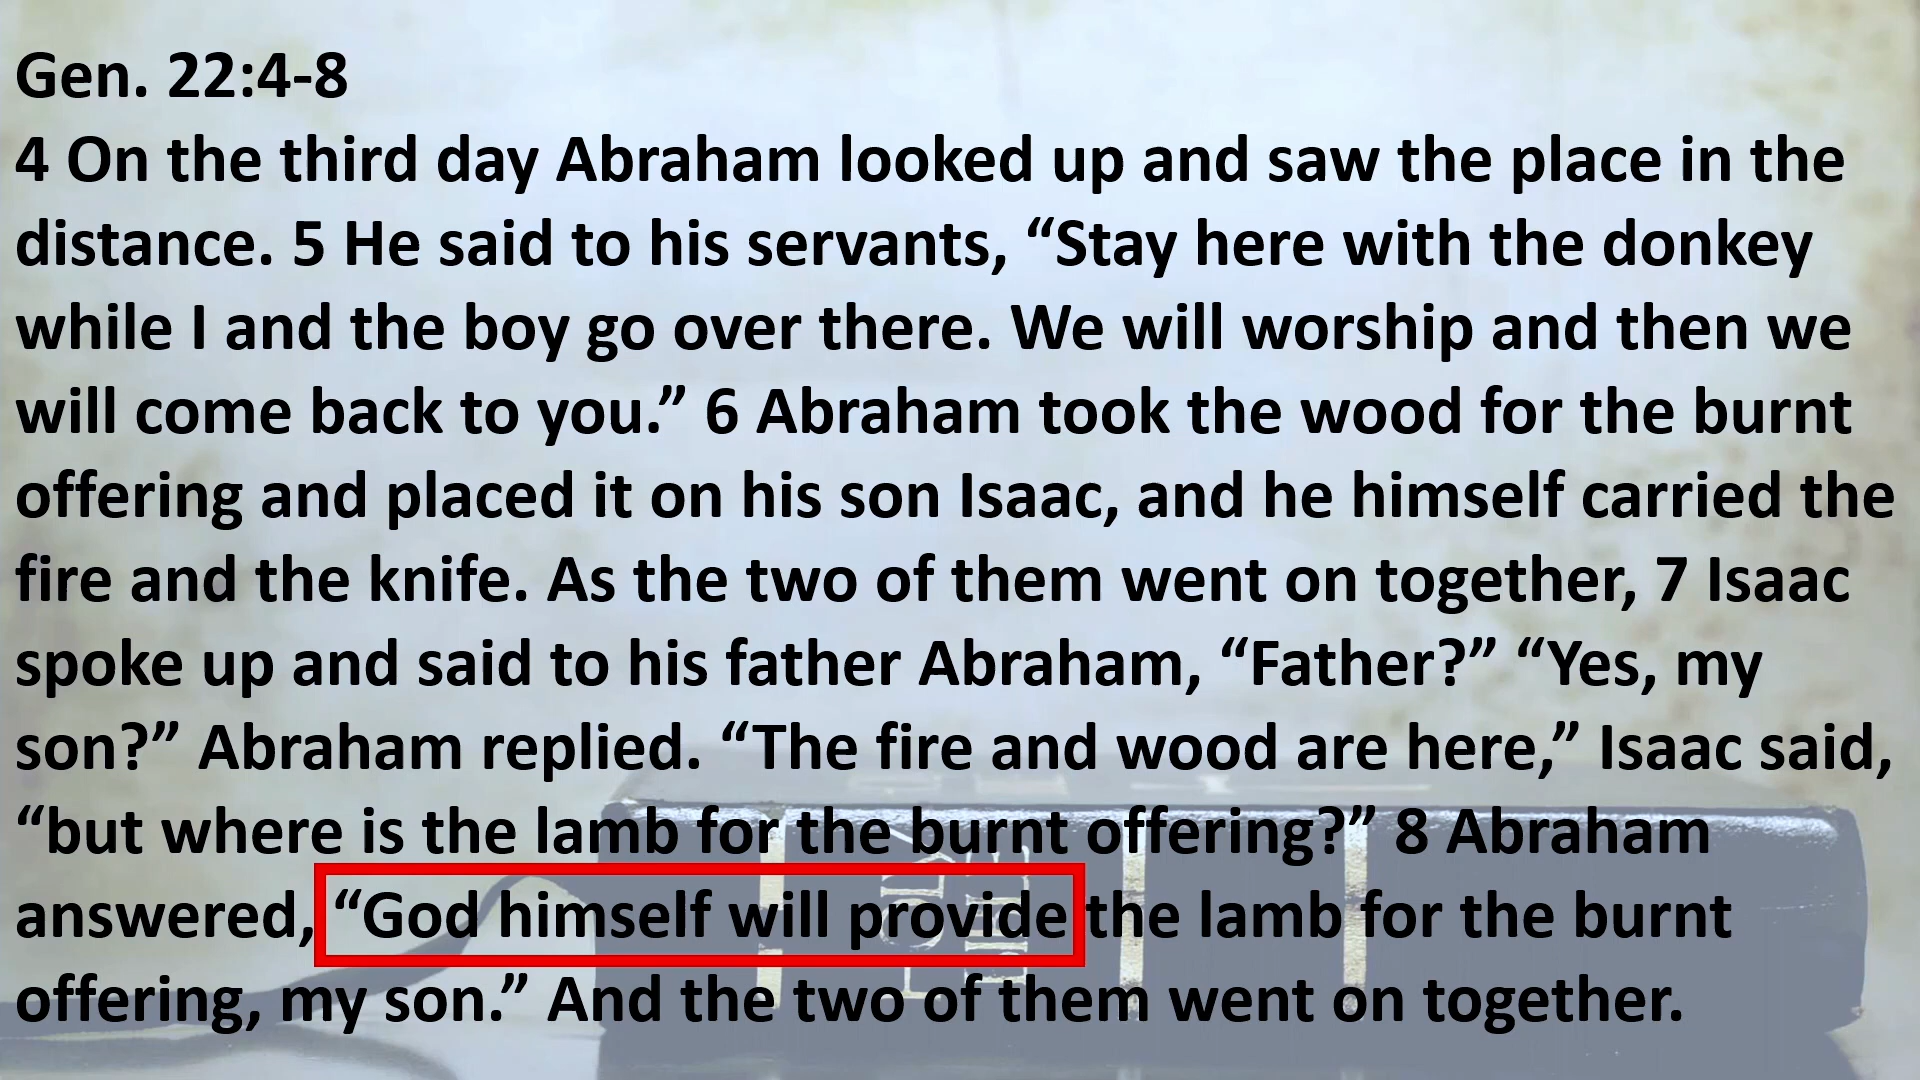 Gen. 22:4-8
4 On the third day Abraham looked up and saw the place in the
distance. 5 He said to his servants, “Stay here with the donkey
while I and the boy go over there. We will worship and then we
will come back to you.” 6 Abraham took the wood for the burnt
offering and placed it on his son Isaac, and he himself carried the
fire and the knife. As the two of them went on together, 7 Isaac
spoke up and said to his father Abraham, “Father?” “Yes, my
son?” Abraham replied. “The fire and wood are here,” Isaac said,
“but where is the lamb for the burnt offering?” 8 Abraham
answered, “God himself will provide the lamb for the burnt
offering, my son.” And the two of them went on together.